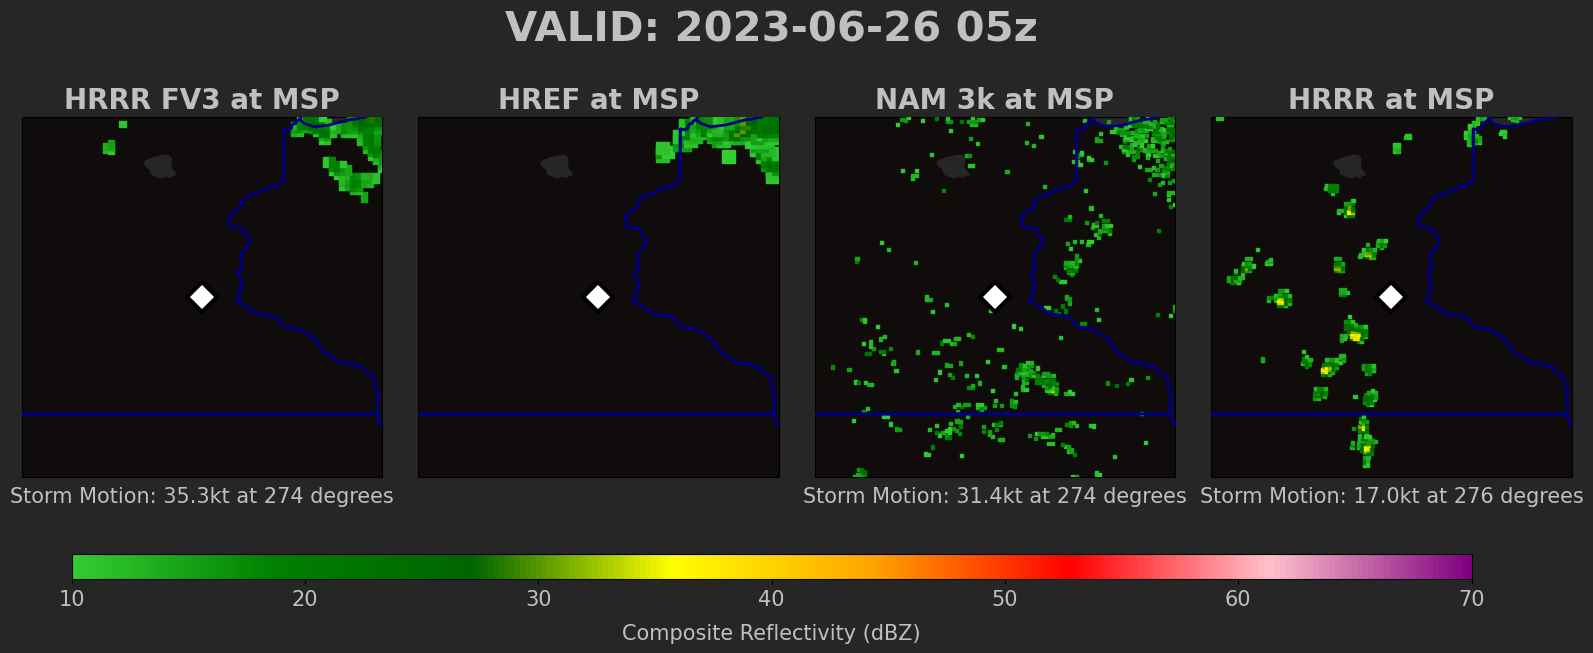 VALID: 2023-06-26 05z
HRRR FV3 at MSP
HREF at MSP
NAM 3k at MSP
HRRR at MSP
Storm Motion: 35.3kt at 274 degrees
Storm Motion: 31.4kt at 274 degrees
Storm Motion: 17.0kt at 276 degrees
10 20 30 40 50 60 70
Composite Reflectivity (dBZ)